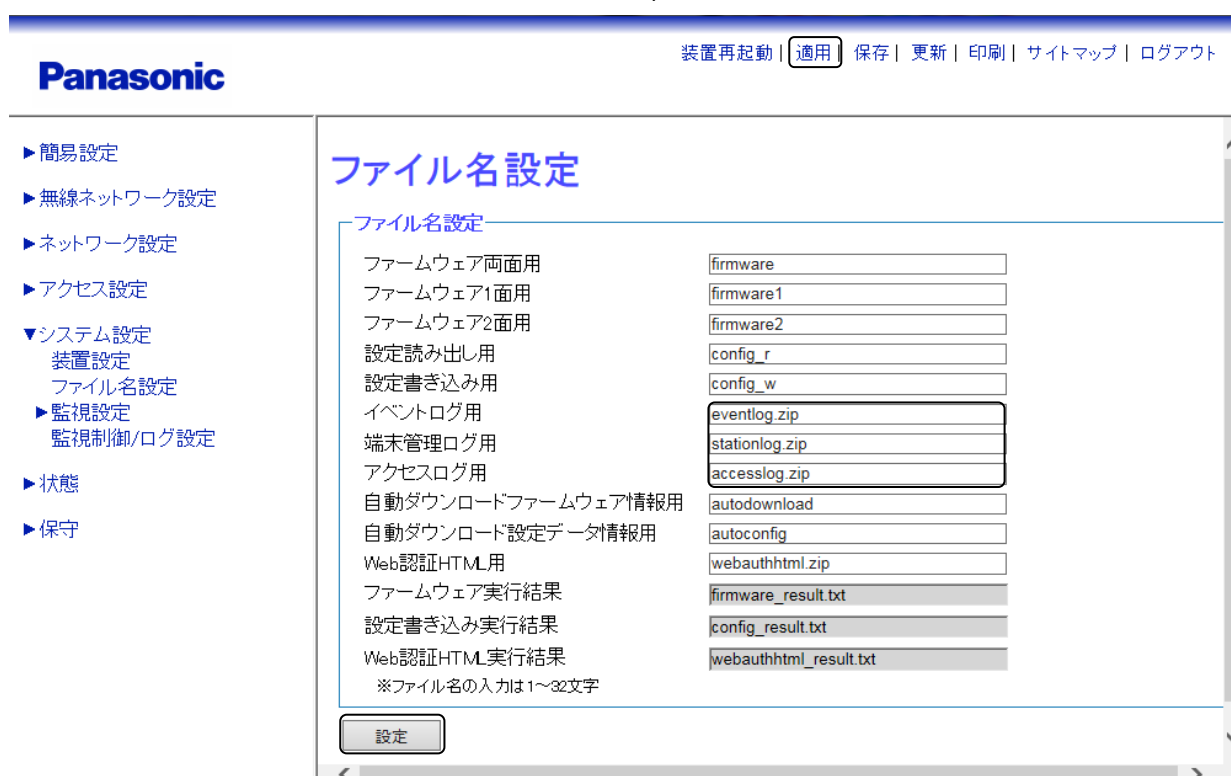 装置再起動 | 適用 | 保存 | 更新 | 印刷 | サイトマップ | ログアウト
Panasonic
▶簡易設定
▶無線ネットワーク設定
▶ネットワーク設定
▶アクセス設定
▼システム設定
装置設定
ファイル名設定
▶監視設定
監視制御/ログ設定
▶状態
▶保守
ファイル名設定
ファイル名設定
ファームウェア両面用 firmware
ファームウェア1面用 firmware1
ファームウェア2面用 firmware2
設定読み出し用 config_r
設定書き込み用 config_w
イベントログ用 eventlog.zip
端末管理ログ用 stationlog.zip
アクセスログ用 accesslog.zip
自動ダウンロードファームウェア情報用 autodownload
自動ダウンロード設定データ情報用 autoconfig
Web認証HTML用 webauthhtml.zip
ファームウェア実行結果 firmware_result.txt
設定書き込み実行結果 config_result.txt
Web認証HTML実行結果 webauthhtml_result.txt
※ファイル名の入力は1～32文字
設定